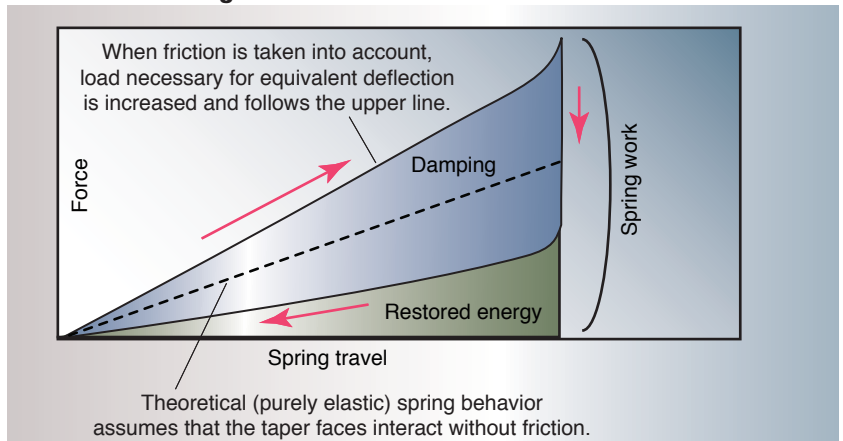 When friction is taken into account,
load necessary for equivalent deflection
is increased and follows the upper line.
Force
Damping
Spring work
Restored energy
Spring travel
Theoretical (purely elastic) spring behavior
assumes that the taper faces interact without friction.